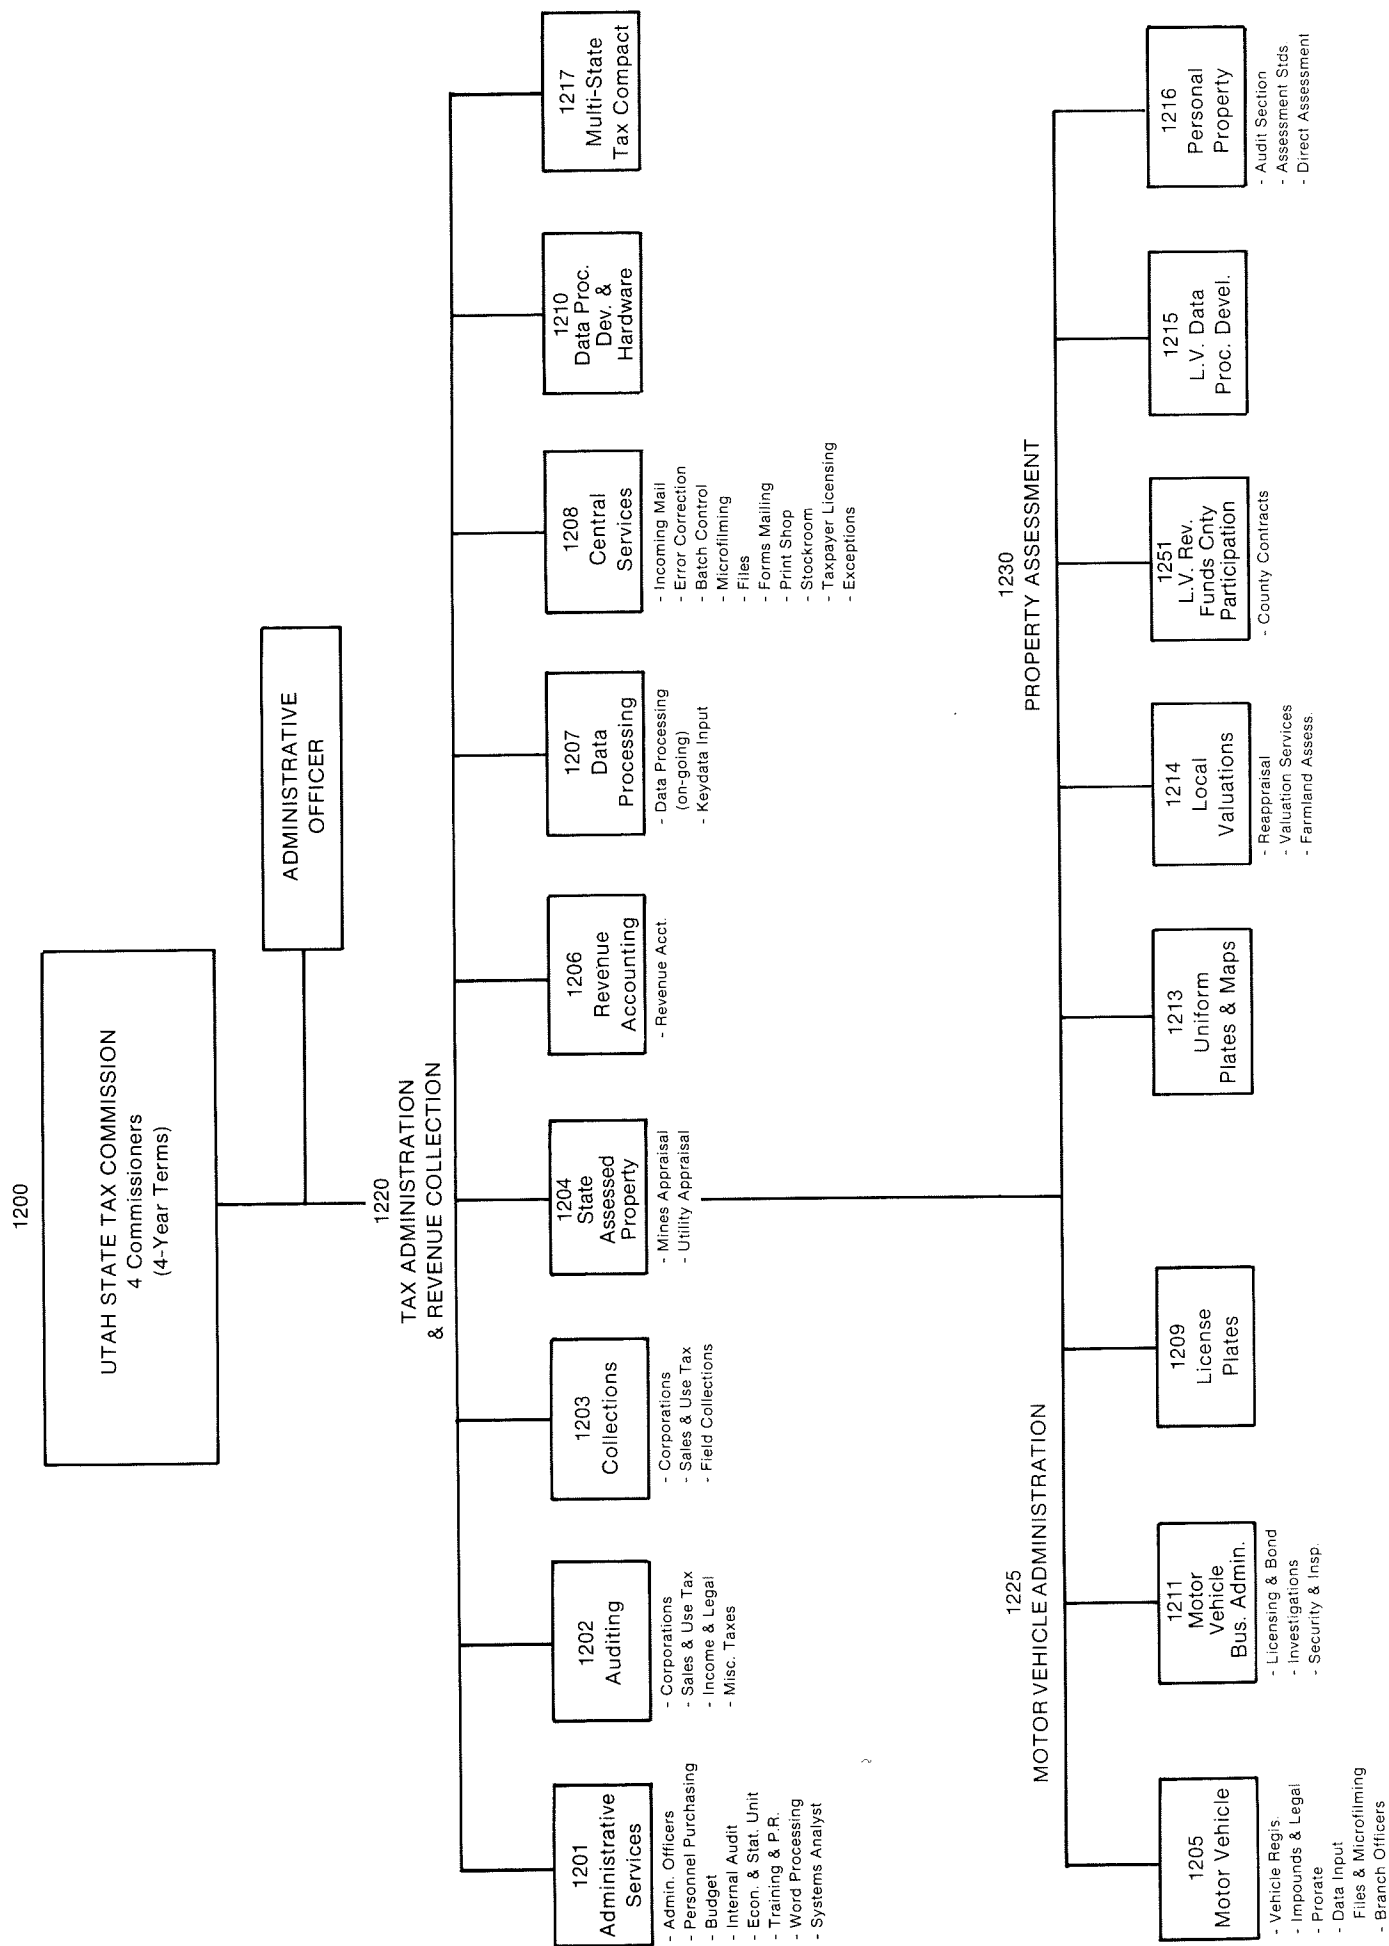 1200
UTAH STATE TAX COMMISSION
4 Commissioners
(4-Year Terms)
ADMINISTRATIVE
OFFICER
1220
TAX ADMINISTRATION
& REVENUE COLLECTION
1201
Administrative
Services
- Admin. Officers
- Personnel Purchasing
- Budget
- Internal Audit
- Econ. & Stat. Unit
- Training & P.R.
- Word Processing
- Systems Analyst
1202
Auditing
- Corporations
- Sales & Use Tax
- Income & Legal
- Misc. Taxes
1203
Collections
- Corporations
- Sales & Use Tax
- Field Collections
1204
State
Assessed
Property
- Mines Appraisal
- Utility Appraisal
1206
Revenue
Accounting
- Revenue Acct.
1207
Data
Processing
- Data Processing
(on-going)
- Keydata Input
1208
Central
Services
- Incoming Mail
- Error Correction
- Batch Control
- Microfilming
- Files
- Forms Mailing
- Print Shop
- Stockroom
- Taxpayer Licensing
- Exceptions
1210
Data Proc.
Dev. &
Hardware
1217
Multi-State
Tax Compact
1225
MOTOR VEHICLE ADMINISTRATION
1205
Motor Vehicle
- Vehicle Regis.
- Impounds & Legal
- Prorate
- Data Input
Files & Microfilming
- Branch Officers
1211
Motor
Vehicle
Bus. Admin.
- Licensing & Bond
- Investigations
- Security & Insp.
1209
License
Plates
1230
PROPERTY ASSESSMENT
1213
Uniform
Plates & Maps
1214
Local
Valuations
- Reappraisal
- Valuation Services
- Farmland Assess.
1251
L.V. Rev.
Funds Cnty
Participation
- County Contracts
1215
L.V. Data
Proc. Devel.
1216
Personal
Property
- Audit Section
- Assessment Stds
- Direct Assessment